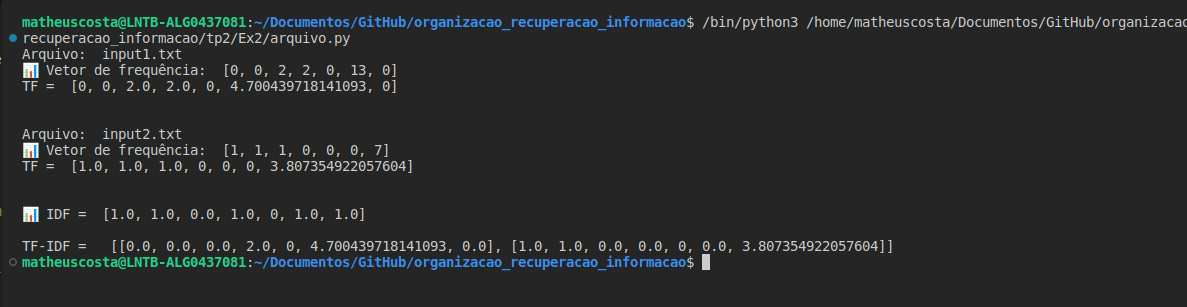 matheuscosta@LNTB-ALG0437081:~/Documentos/GitHub/organizacao_recuperacao_informacao$ /bin/python3 /home/matheuscosta/Documentos/GitHub/organizacao
recuperacao_informacao/tp2/Ex2/arquivo.py
Arquivo:  input1.txt
📊 Vetor de frequência:  [0, 0, 2, 2, 0, 13, 0]
TF =  [0, 0, 2.0, 2.0, 0, 4.700439718141093, 0]
Arquivo:  input2.txt
📊 Vetor de frequência:  [1, 1, 1, 0, 0, 0, 7]
TF =  [1.0, 1.0, 1.0, 0, 0, 0, 3.807354922057604]
📊 IDF =  [1.0, 1.0, 0.0, 1.0, 0, 1.0, 1.0]
TF-IDF =   [[0.0, 0.0, 0.0, 2.0, 0, 4.700439718141093, 0.0], [1.0, 1.0, 0.0, 0.0, 0, 0.0, 3.807354922057604]]
matheuscosta@LNTB-ALG0437081:~/Documentos/GitHub/organizacao_recuperacao_informacao$